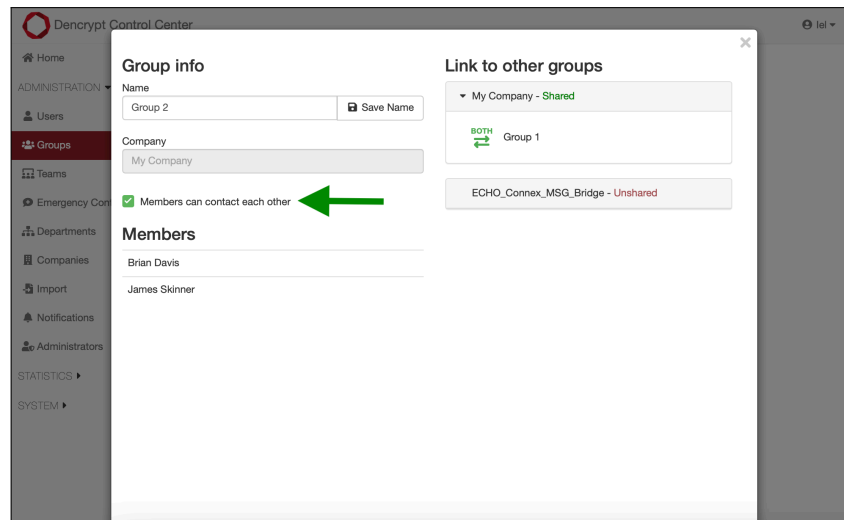 Dencrypt Control Center
lel
Home
ADMINISTRATION
Users
Groups
Teams
Emergency Con
Departments
Companies
Import
Notifications
Administrators
STATISTICS
SYSTEM
×
Group info
Name
Group 2
Save Name
Company
My Company
Members can contact each other
Members
Brian Davis
James Skinner
Link to other groups
My Company - Shared
BOTH
Group 1
ECHO_Connex_MSG_Bridge - Unshared